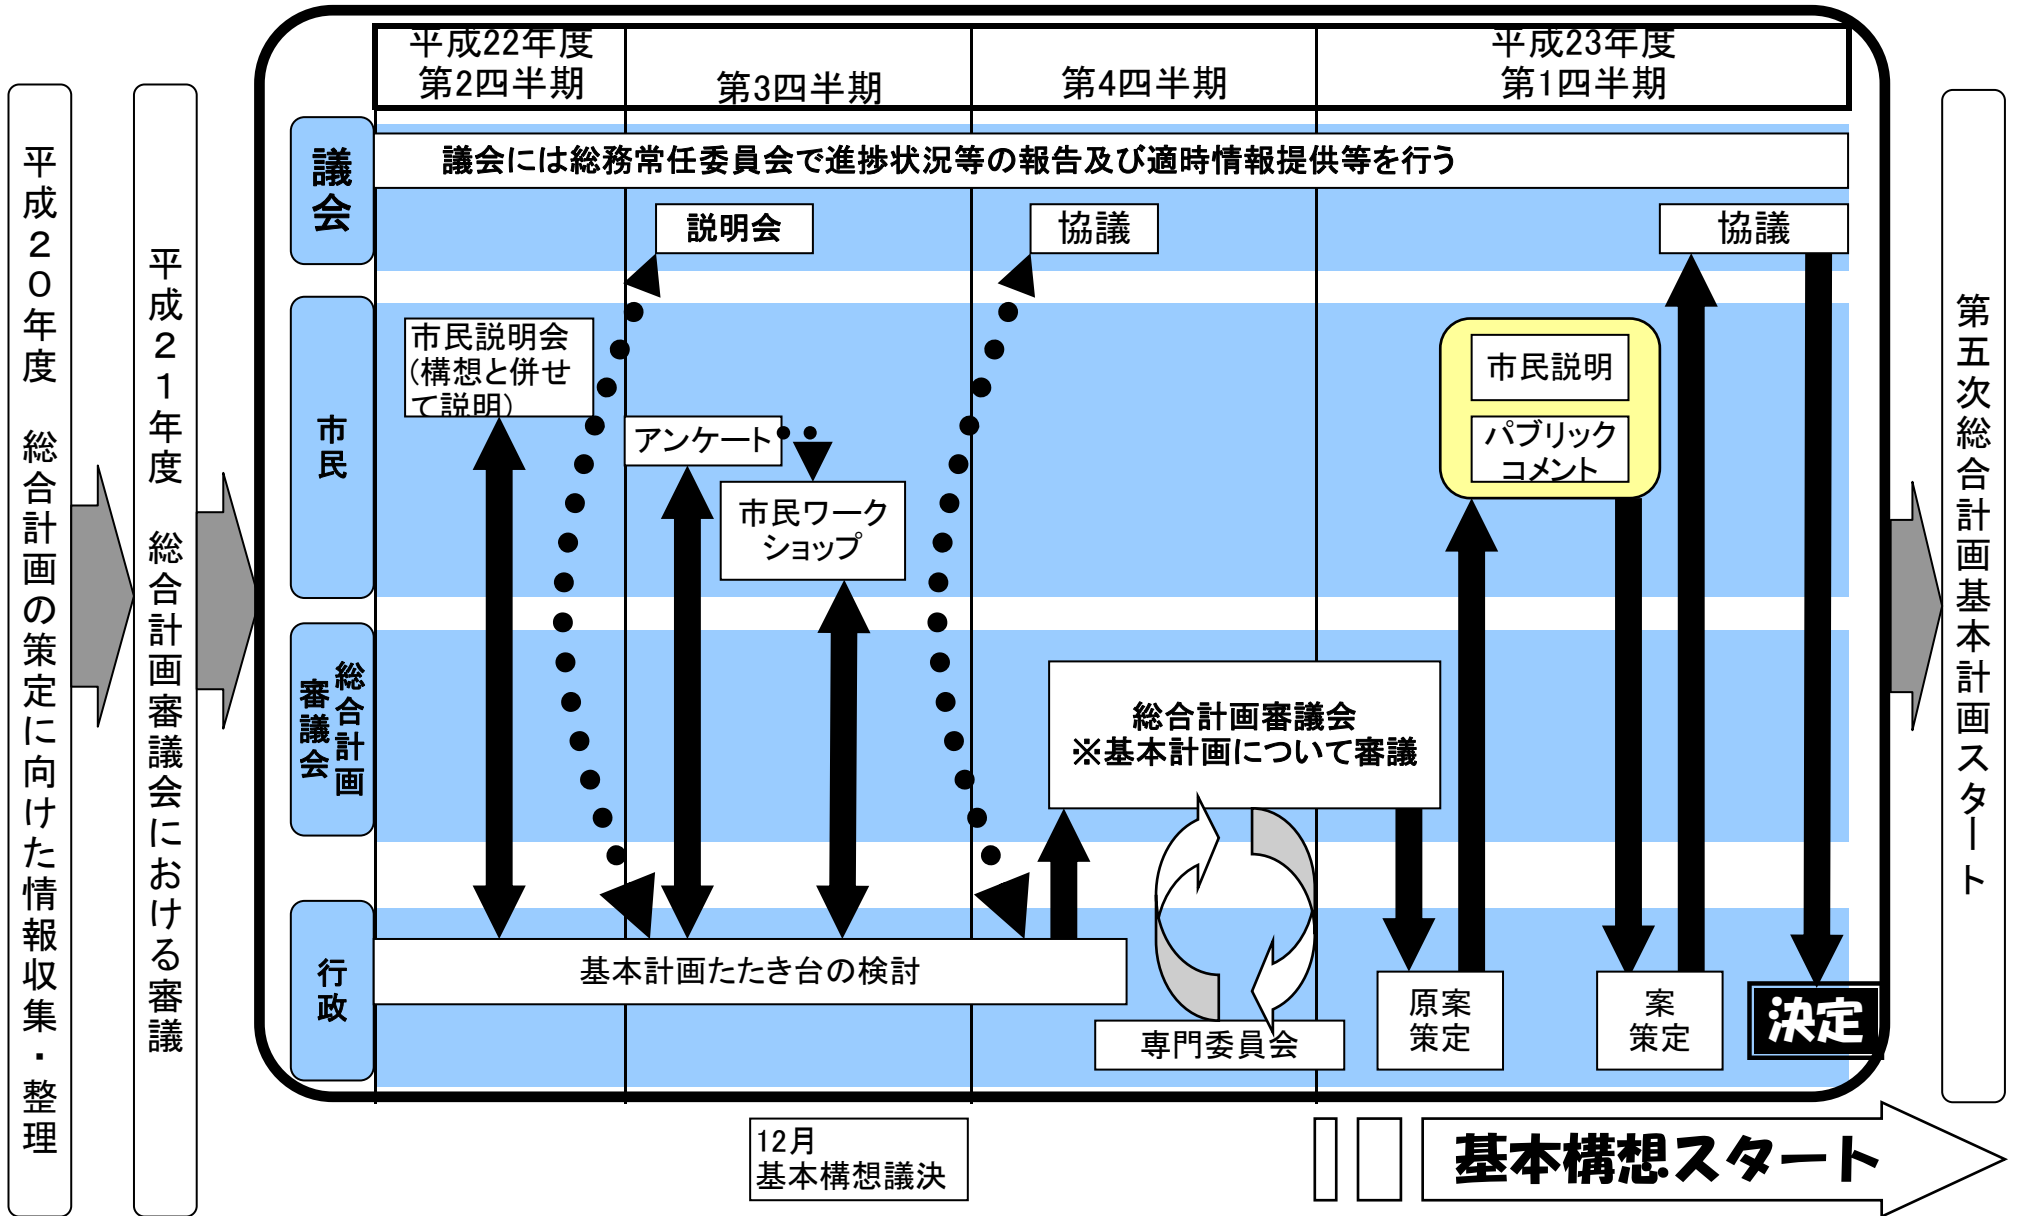 平成20年度　総合計画の策定に向けた情報収集・整理
平成21年度　総合計画審議会における審議
平成22年度
第2四半期
第3四半期
第4四半期
平成23年度
第1四半期
議会
議会には総務常任委員会で進捗状況等の報告及び適時情報提供等を行う
説明会
協議
協議
市民
市民説明会
(構想と併せ
て説明)
アンケート
市民ワーク
ショップ
市民説明
パブリック
コメント
総合計画
審議会
総合計画審議会
※基本計画について審議
行政
基本計画たたき台の検討
専門委員会
原案
策定
案
策定
決定
12月
基本構想議決
基本構想スタート
第五次総合計画基本計画スタート